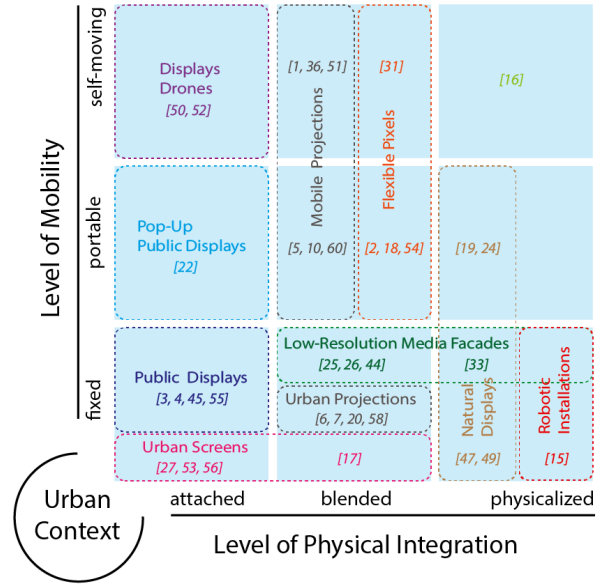 Level of Mobility
self-moving
portable
fixed
Displays
Drones
[50, 52]
[1, 36, 51]
[31]
[16]
Mobile Projections
Flexible Pixels
Pop-Up
Public Displays
[22]
[5, 10, 60]
[2, 18, 54]
[19, 24]
Low-Resolution Media Facades
[25, 26, 44]
[33]
Public Displays
[3, 4, 45, 55]
Urban Projections
[6, 7, 20, 58]
Natural
Displays
Robotic
Installations
Urban Screens
[27, 53, 56]
[17]
[47, 49]
[15]
Urban
Context
attached
blended
physicalized
Level of Physical Integration